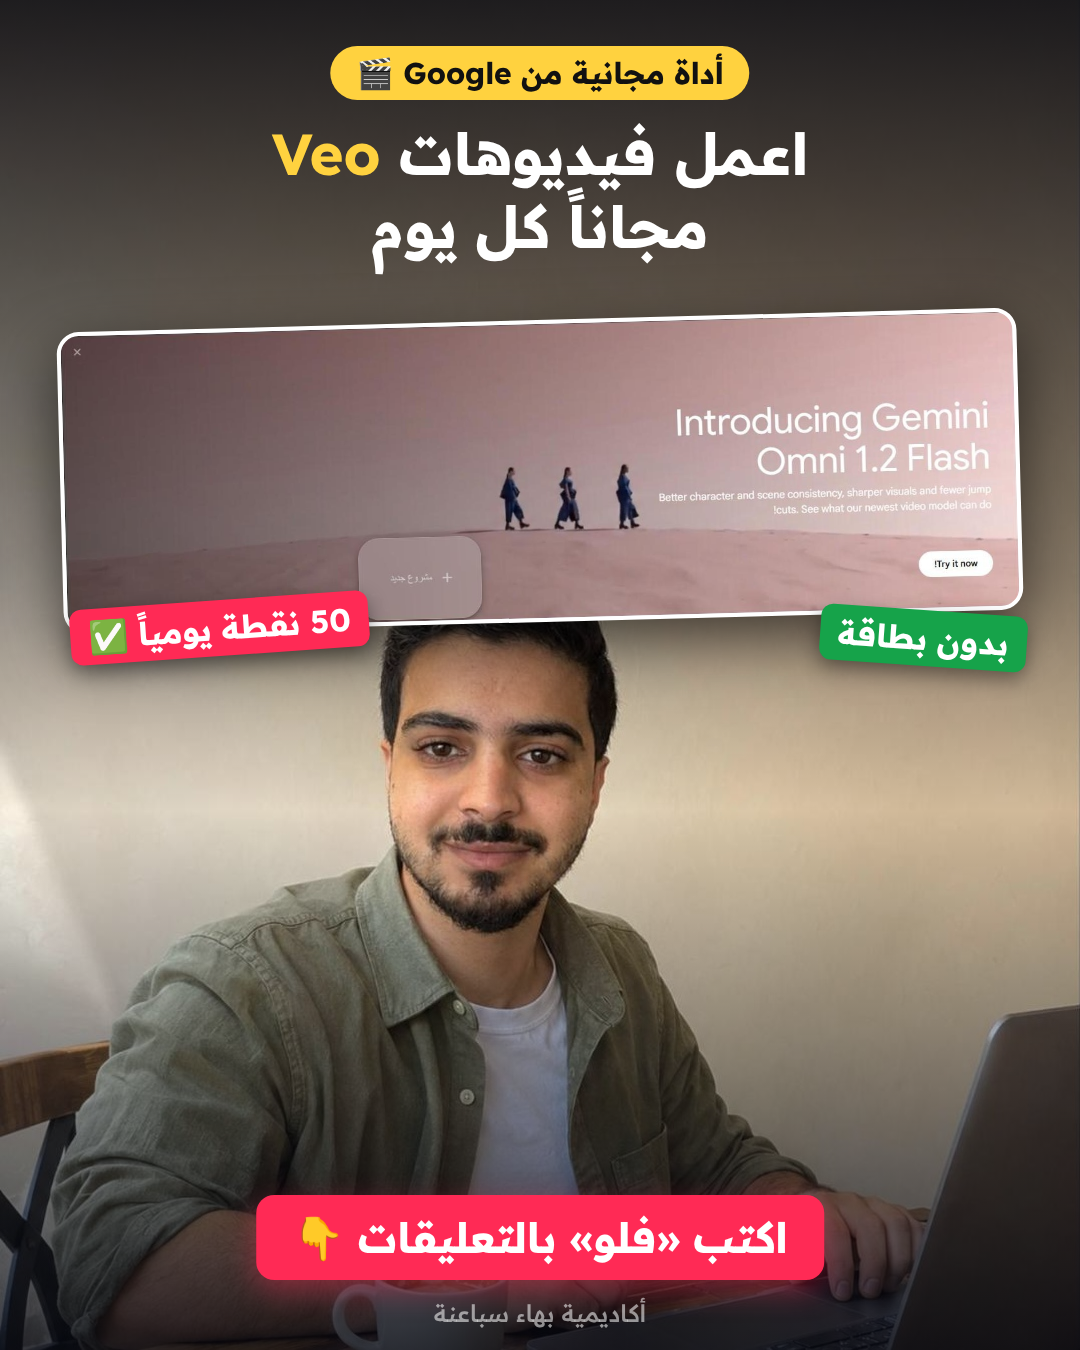 أداة مجانية من Google 🎬
اعمل فيديوهات Veo
مجاناً كل يوم
×
Introducing Gemini
Omni 1.2 Flash
Better character and scene consistency, sharper visuals and fewer jump
!cuts. See what our newest video model can do
!Try it now
+ مشروع جديد
50 نقطة يومياً ✅
بدون بطاقة
اكتب «فلو» بالتعليقات 👇
أكاديمية بهاء سباعنة